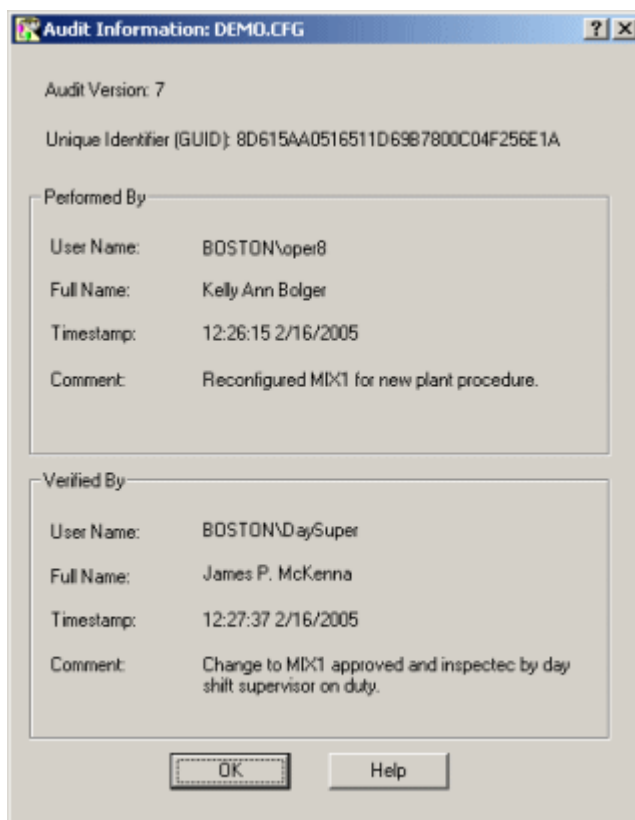 Audit Information: DEMO.CFG
Audit Version: 7
Unique Identifier (GUID): 8D615AA0516511D69B7800C04F256E1A
Performed By
User Name: BOSTON\oper8
Full Name: Kelly Ann Bolger
Timestamp: 12:26:15 2/16/2005
Comment: Reconfigured MIX1 for new plant procedure.
Verified By
User Name: BOSTON\DaySuper
Full Name: James P. McKenna
Timestamp: 12:27:37 2/16/2005
Comment: Change to MIX1 approved and inspectec by day
shift supervisor on duty.
OK Help